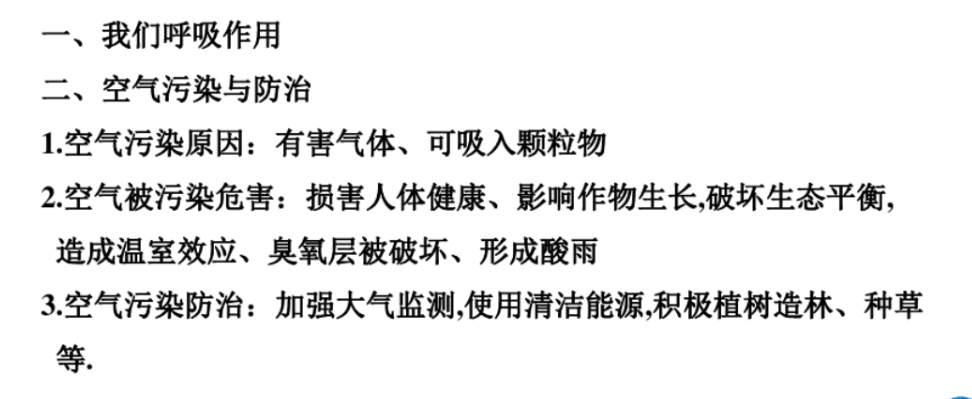 一、我们呼吸作用
二、空气污染与防治
1.空气污染原因：有害气体、可吸入颗粒物
2.空气被污染危害：损害人体健康、影响作物生长,破坏生态平衡,
造成温室效应、臭氧层被破坏、形成酸雨
3.空气污染防治：加强大气监测,使用清洁能源,积极植树造林、种草
等.